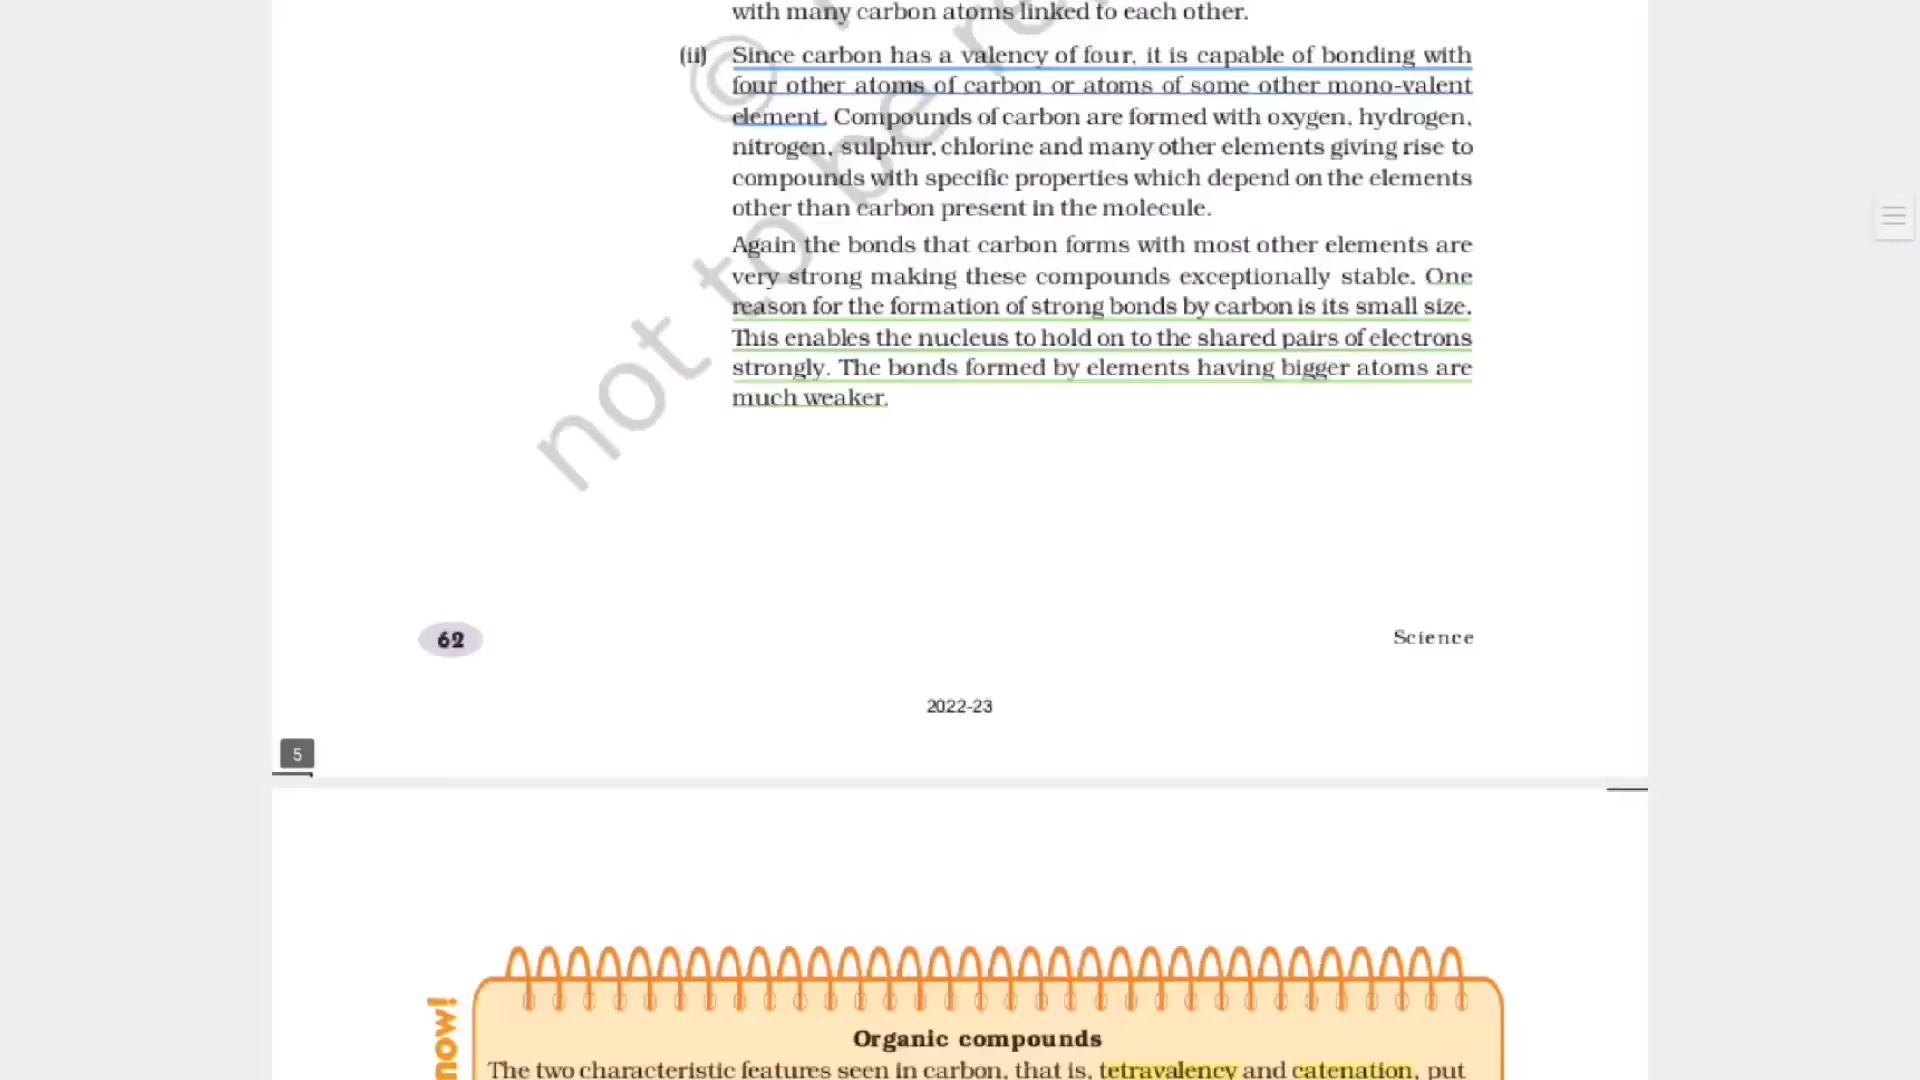 with many carbon atoms linked to each other.
(ii) Since carbon has a valency of four, it is capable of bonding with
four other atoms of carbon or atoms of some other mono-valent
element. Compounds of carbon are formed with oxygen, hydrogen,
nitrogen, sulphur, chlorine and many other elements giving rise to
compounds with specific properties which depend on the elements
other than carbon present in the molecule.
Again the bonds that carbon forms with most other elements are
very strong making these compounds exceptionally stable. One
reason for the formation of strong bonds by carbon is its small size.
This enables the nucleus to hold on to the shared pairs of electrons
strongly. The bonds formed by elements having bigger atoms are
much weaker.
©
not to be re
62
Science
2022-23
5
now!
Organic compounds
The two characteristic features seen in carbon, that is, tetravalency and catenation, put